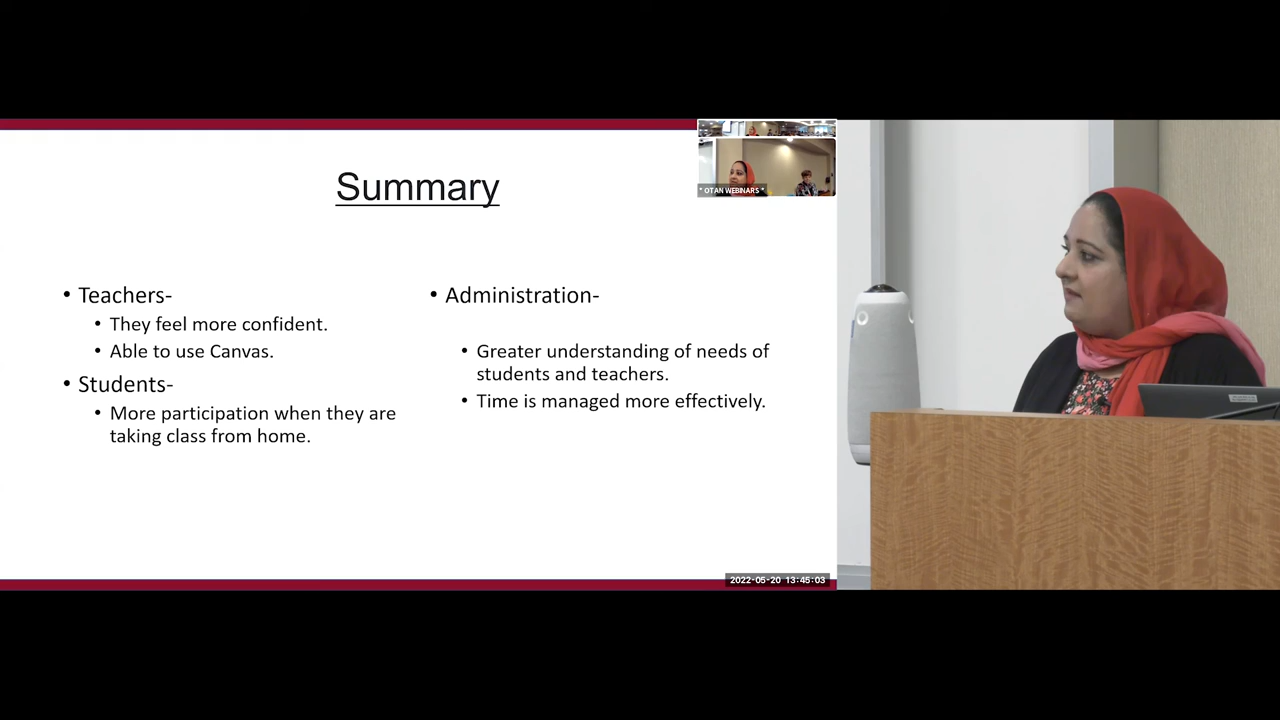 Summary
* OTAN WEBINARS *
• Teachers-
• They feel more confident.
• Able to use Canvas.
• Students-
• More participation when they are
taking class from home.
• Administration-
• Greater understanding of needs of
students and teachers.
• Time is managed more effectively.
2022-05-20 13:45:03